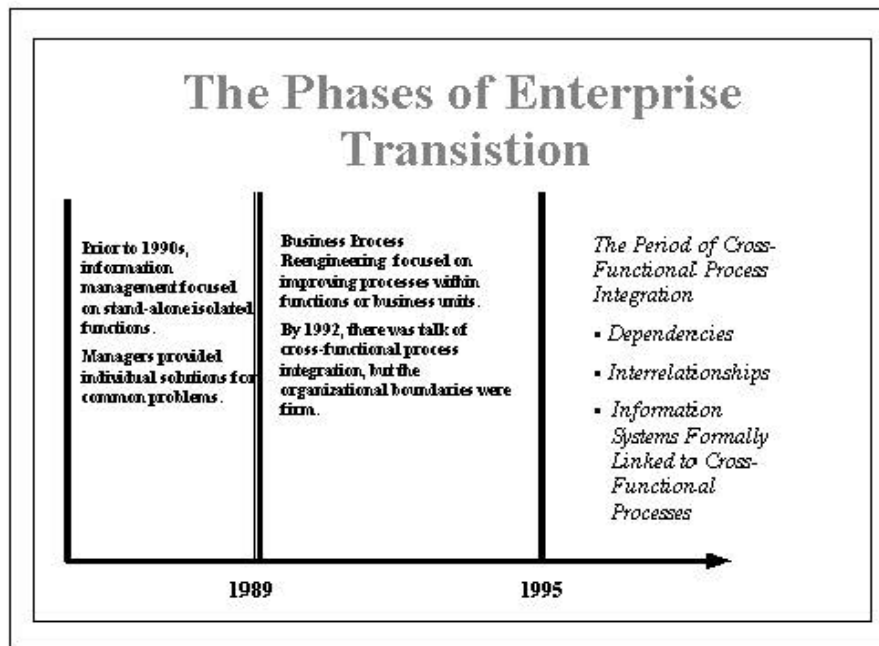 The Phases of Enterprise
Transistion
Prior to 1990s,
information
management focused
on stand-alone isolated
functions.
Managers provided
individual solutions for
common problems.
Business Process
Reengineering focused on
improving processes within
functions or business units.
By 1992, there was talk of
cross-functional process
integration, but the
organizational boundaries were
firm.
The Period of Cross-
Functional Process
Integration
▪ Dependencies
▪ Interrelationships
▪ Information
Systems Formally
Linked to Cross-
Functional
Processes
1989
1995